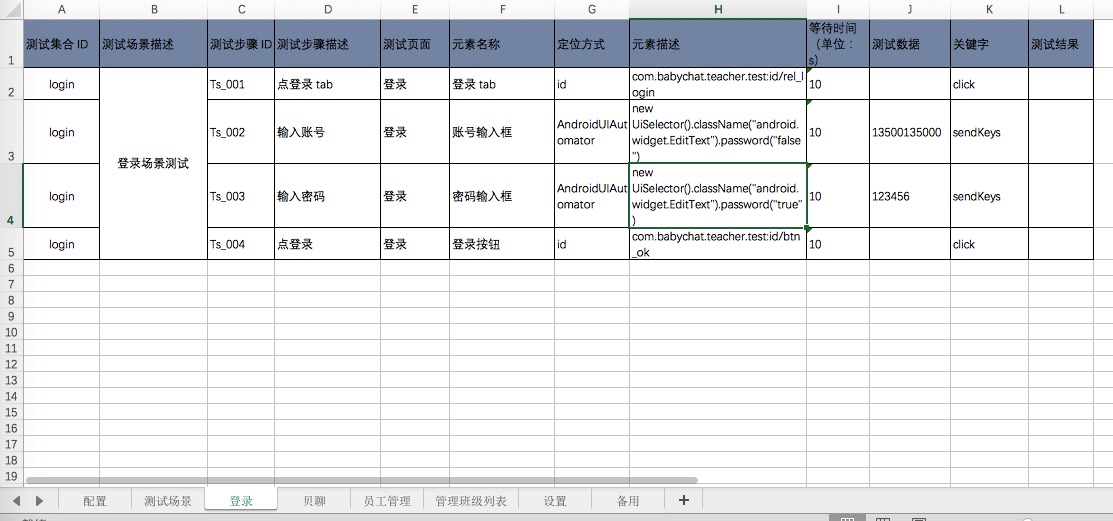 A B C D E F G H I J K L
1 测试集合 ID 测试场景描述 测试步骤 ID 测试步骤描述 测试页面 元素名称 定位方式 元素描述 等待时间（单位：s） 测试数据 关键字 测试结果
2 login 登录场景测试 Ts_001 点登录 tab 登录 登录 tab id com.babychat.teacher.test:id/rel_login 10 click
3 login Ts_002 输入账号 登录 账号输入框 AndroidUIAutomator new UiSelector().className("android.widget.EditText").password("false") 10 13500135000 sendKeys
4 login Ts_003 输入密码 登录 密码输入框 AndroidUIAutomator new UiSelector().className("android.widget.EditText").password("true") 10 123456 sendKeys
5 login Ts_004 点登录 登录 登录按钮 id com.babychat.teacher.test:id/btn_ok 10 click
6
7
8
9
10
11
12
13
14
15
16
17
18
19
配置 测试场景 登录 贝聊 员工管理 管理班级列表 设置 备用 +